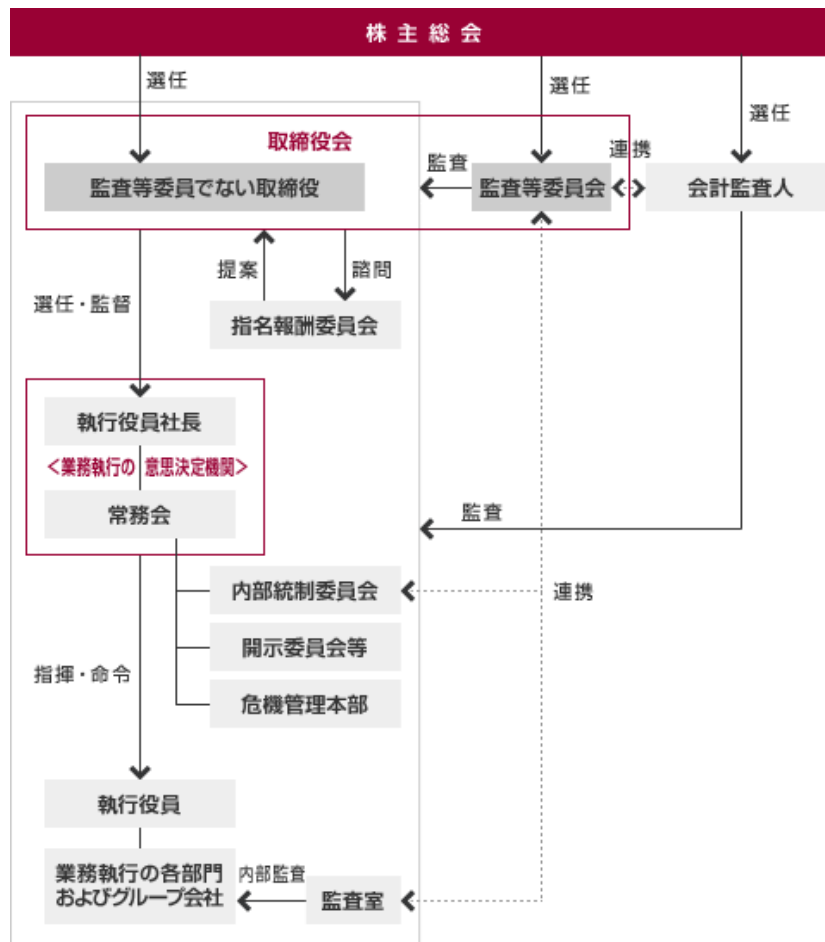 株主総会
選任
選任
選任
取締役会
監査等委員でない取締役
監査
監査等委員会
連携
会計監査人
提案
諮問
選任・監督
指名報酬委員会
執行役員社長
＜業務執行の 意思決定機関＞
常務会
監査
内部統制委員会
連携
開示委員会等
指揮・命令
危機管理本部
執行役員
業務執行の各部門
およびグループ会社
内部監査
監査室